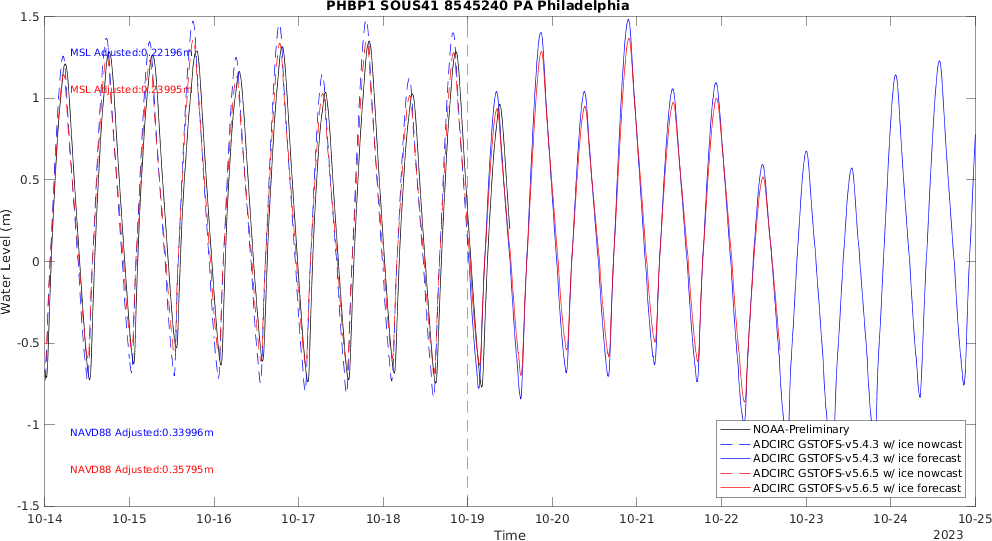 PHBP1 SOUS41 8545240 PA Philadelphia
1.5
1
0.5
0
-0.5
-1
-1.5
Water Level (m)
MSL Adjusted:0.22196m
MSL Adjusted:0.23995m
NAVD88 Adjusted:0.33996m
NAVD88 Adjusted:0.35795m
NOAA-Preliminary
ADCIRC GSTOFS-v5.4.3 w/ ice nowcast
ADCIRC GSTOFS-v5.4.3 w/ ice forecast
ADCIRC GSTOFS-v5.6.5 w/ ice nowcast
ADCIRC GSTOFS-v5.6.5 w/ ice forecast
10-14 10-15 10-16 10-17 10-18 10-19 10-20 10-21 10-22 10-23 10-24 10-25
Time
2023